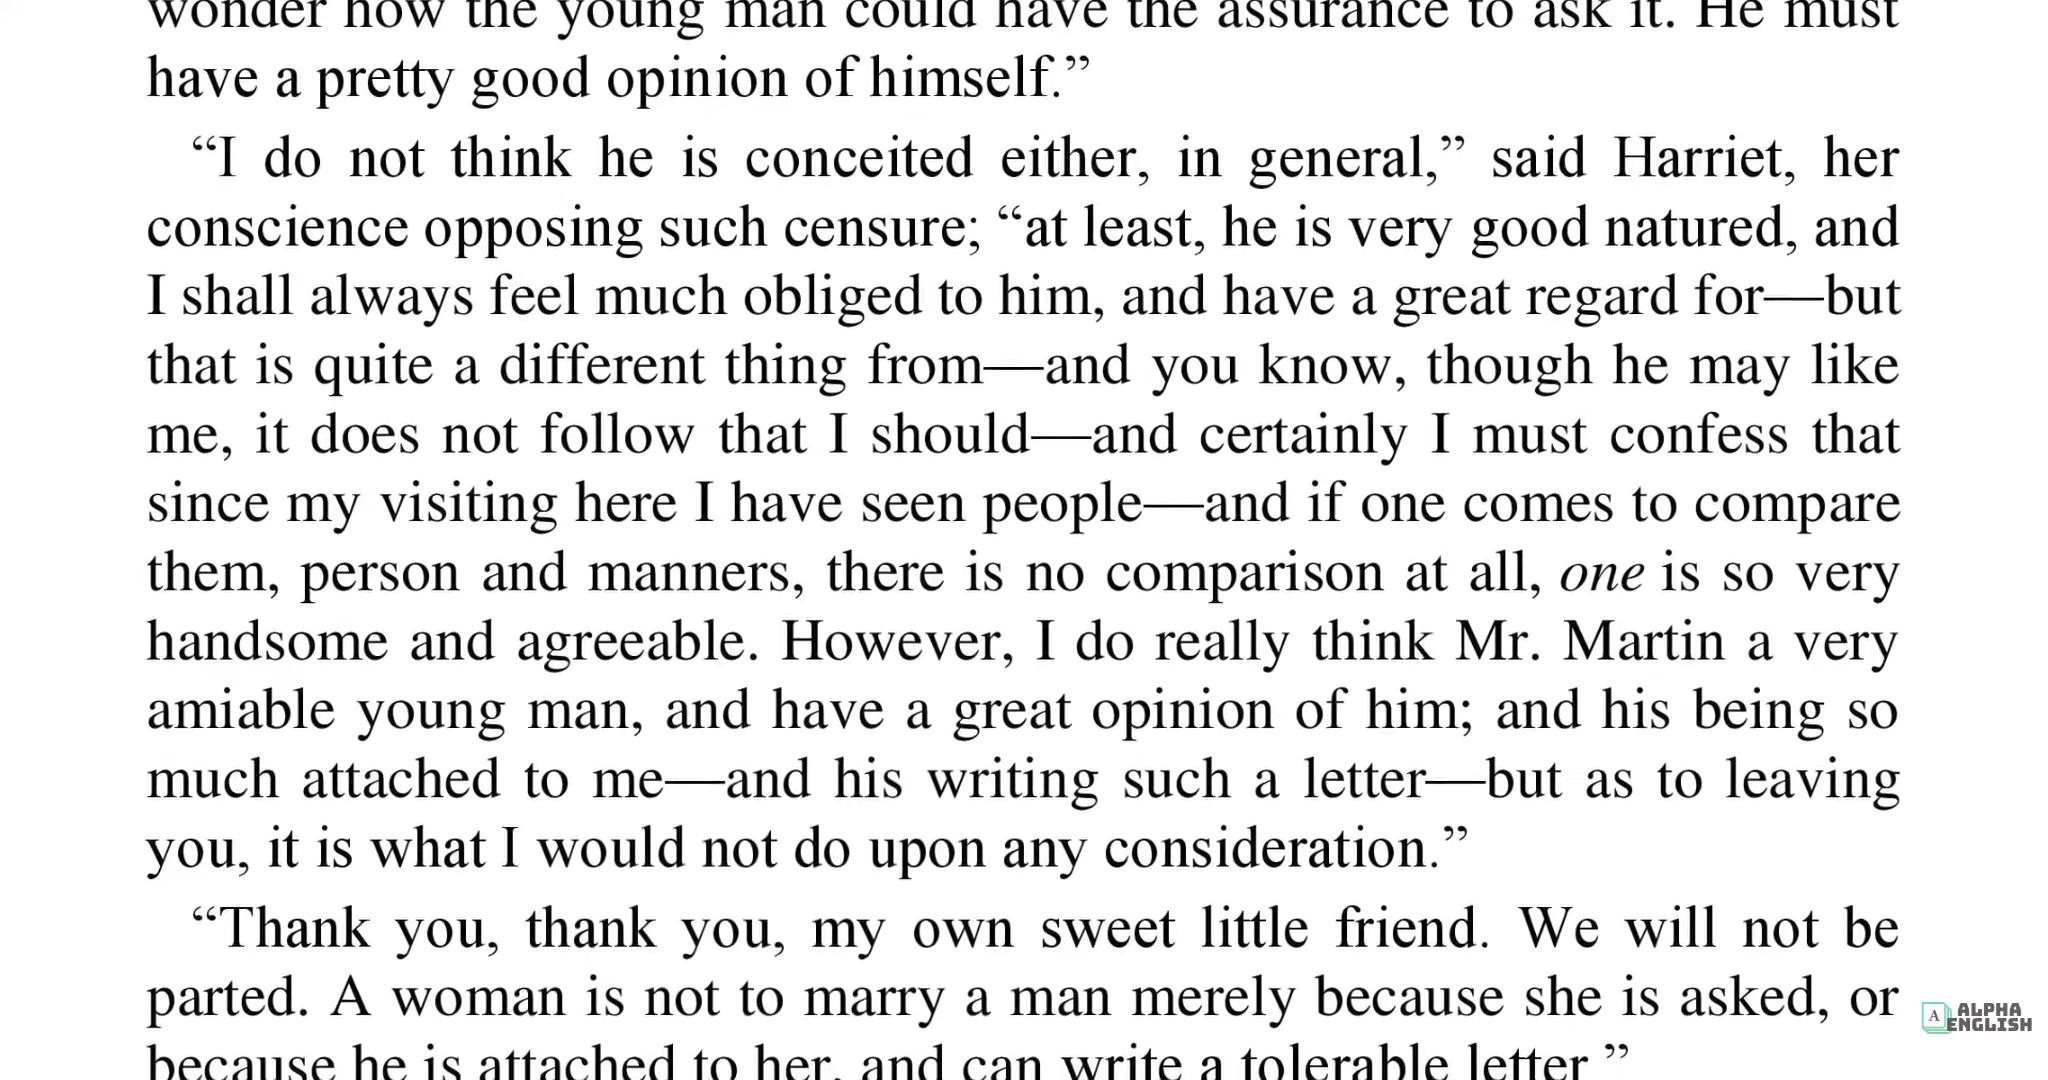 wonder how the young man could have the assurance to ask it. He must
have a pretty good opinion of himself.”
“I do not think he is conceited either, in general,” said Harriet, her
conscience opposing such censure; “at least, he is very good natured, and
I shall always feel much obliged to him, and have a great regard for—but
that is quite a different thing from—and you know, though he may like
me, it does not follow that I should—and certainly I must confess that
since my visiting here I have seen people—and if one comes to compare
them, person and manners, there is no comparison at all, one is so very
handsome and agreeable. However, I do really think Mr. Martin a very
amiable young man, and have a great opinion of him; and his being so
much attached to me—and his writing such a letter—but as to leaving
you, it is what I would not do upon any consideration.”
“Thank you, thank you, my own sweet little friend. We will not be
parted. A woman is not to marry a man merely because she is asked, or
because he is attached to her, and can write a tolerable letter.”
A ALPHA
ENGLISH